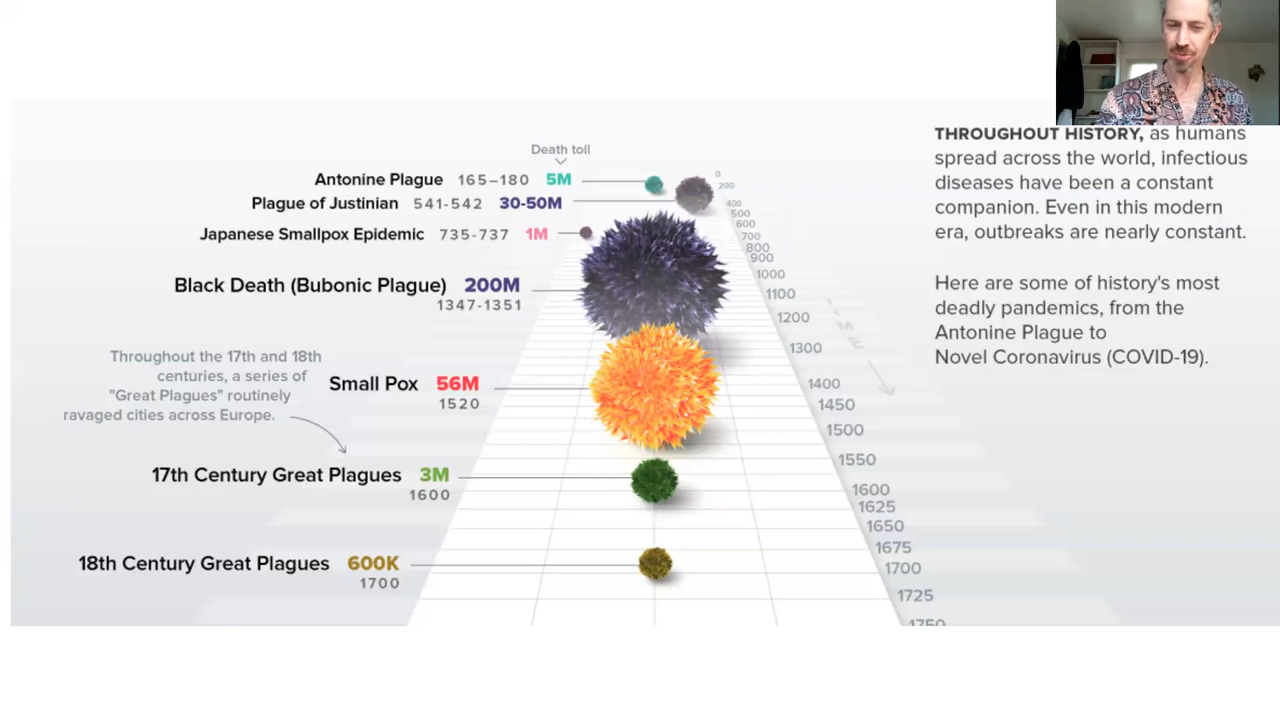 Death toll
Antonine Plague 165–180 5M
Plague of Justinian 541-542 30-50M
Japanese Smallpox Epidemic 735-737 1M
Black Death (Bubonic Plague) 200M
1347-1351
Throughout the 17th and 18th
centuries, a series of
"Great Plagues" routinely
ravaged cities across Europe.
Small Pox 56M
1520
17th Century Great Plagues 3M
1600
18th Century Great Plagues 600K
1700
0
200
400
500
600
700
800
900
1000
1100
1200
1300
1400
1450
1500
1550
1600
1625
1650
1675
1700
1725
1750
TIME
THROUGHOUT HISTORY, as humans
spread across the world, infectious
diseases have been a constant
companion. Even in this modern
era, outbreaks are nearly constant.
Here are some of history's most
deadly pandemics, from the
Antonine Plague to
Novel Coronavirus (COVID-19).